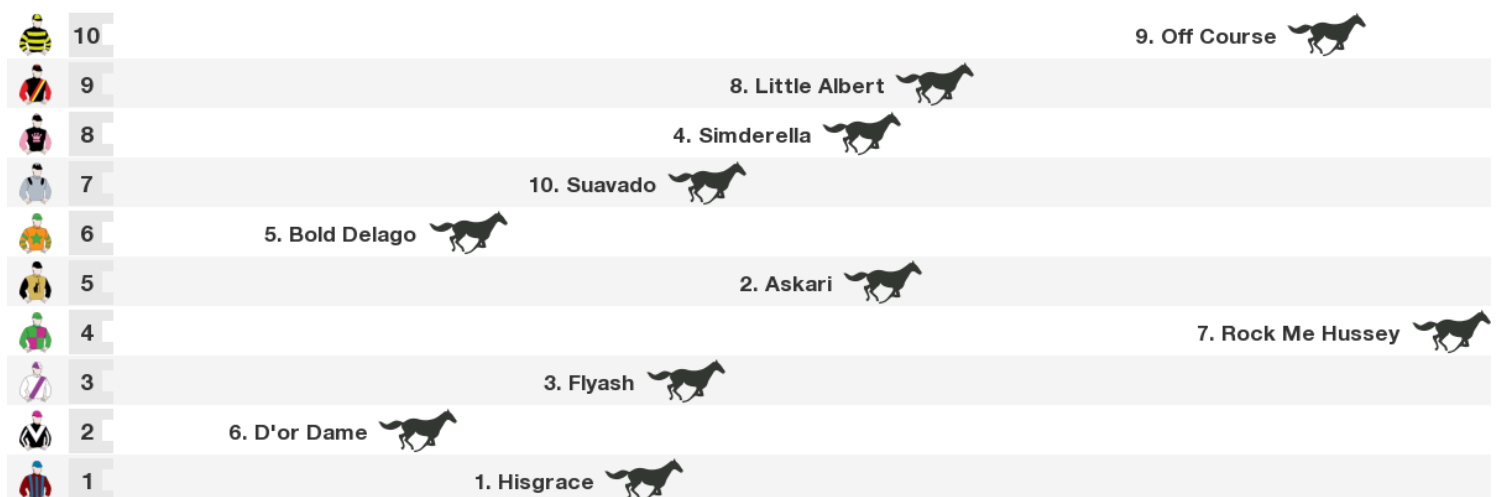 10 9. Off Course
9 8. Little Albert
8 4. Simderella
7 10. Suavado
6 5. Bold Delago
5 2. Askari
4 7. Rock Me Hussey
3 3. Flyash
2 6. D'or Dame
1 1. Hisgrace